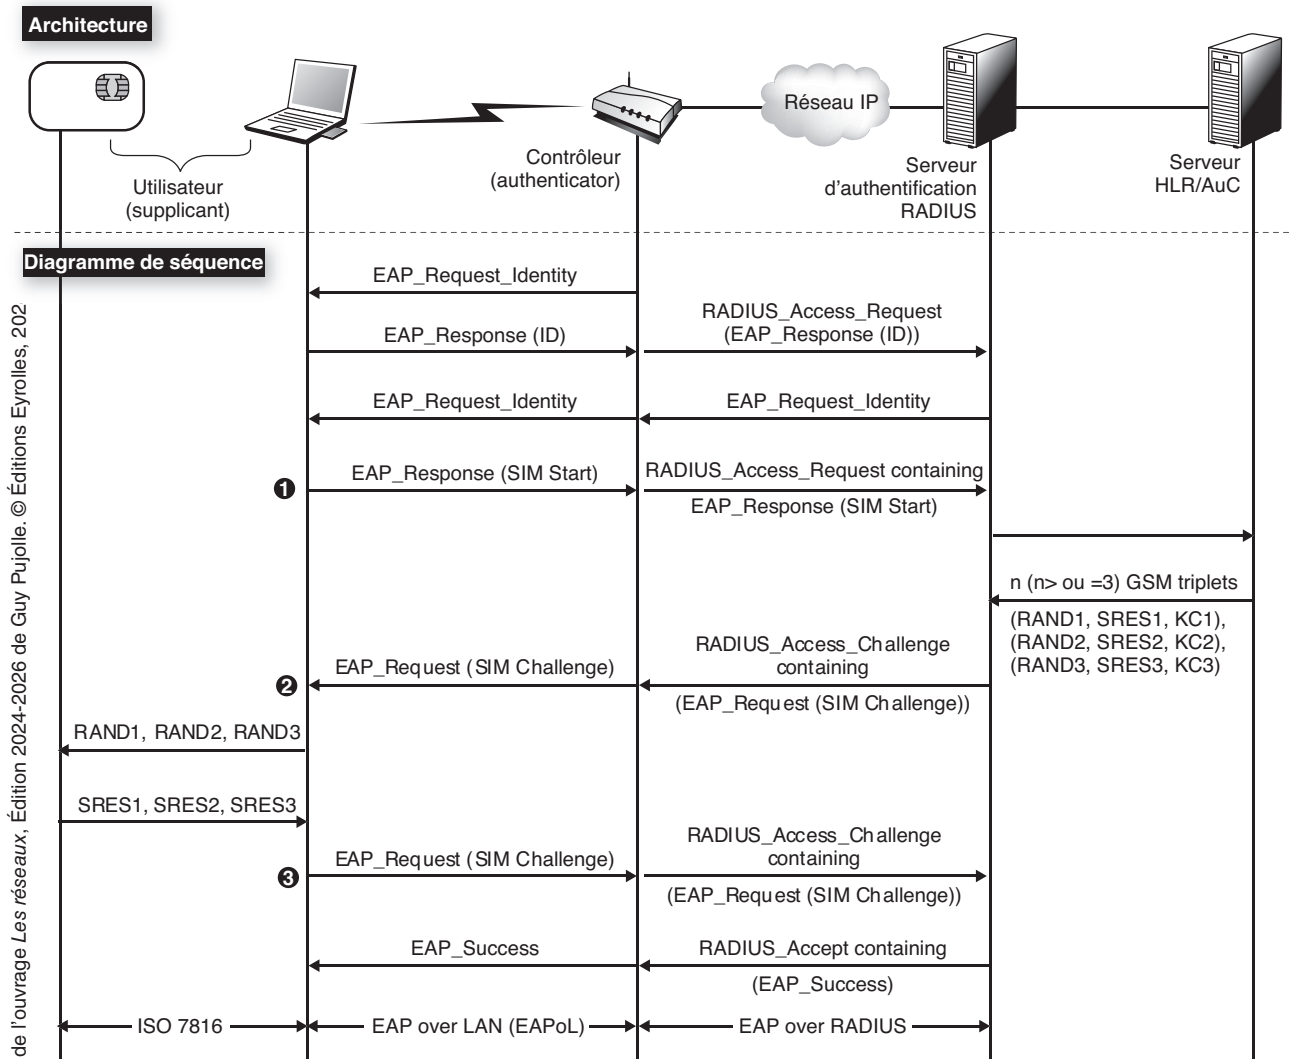 Architecture
Réseau IP
Utilisateur
(supplicant)
Contrôleur
(authenticator)
Serveur
d'authentification
RADIUS
Serveur
HLR/AuC
Diagramme de séquence
EAP_Request_Identity
RADIUS_Access_Request
(EAP_Response (ID))
EAP_Response (ID)
EAP_Request_Identity
EAP_Request_Identity
❶
EAP_Response (SIM Start)
RADIUS_Access_Request containing
EAP_Response (SIM Start)
n (n> ou =3) GSM triplets
(RAND1, SRES1, KC1),
(RAND2, SRES2, KC2),
(RAND3, SRES3, KC3)
❷
EAP_Request (SIM Challenge)
RADIUS_Access_Challenge
containing
(EAP_Request (SIM Challenge))
RAND1, RAND2, RAND3
SRES1, SRES2, SRES3
❸
EAP_Request (SIM Challenge)
RADIUS_Access_Challenge
containing
(EAP_Request (SIM Challenge))
EAP_Success
RADIUS_Accept containing
(EAP_Success)
ISO 7816
EAP over LAN (EAPoL)
EAP over RADIUS
de l'ouvrage Les réseaux, Édition 2024-2026 de Guy Pujolle. © Éditions Eyrolles, 202